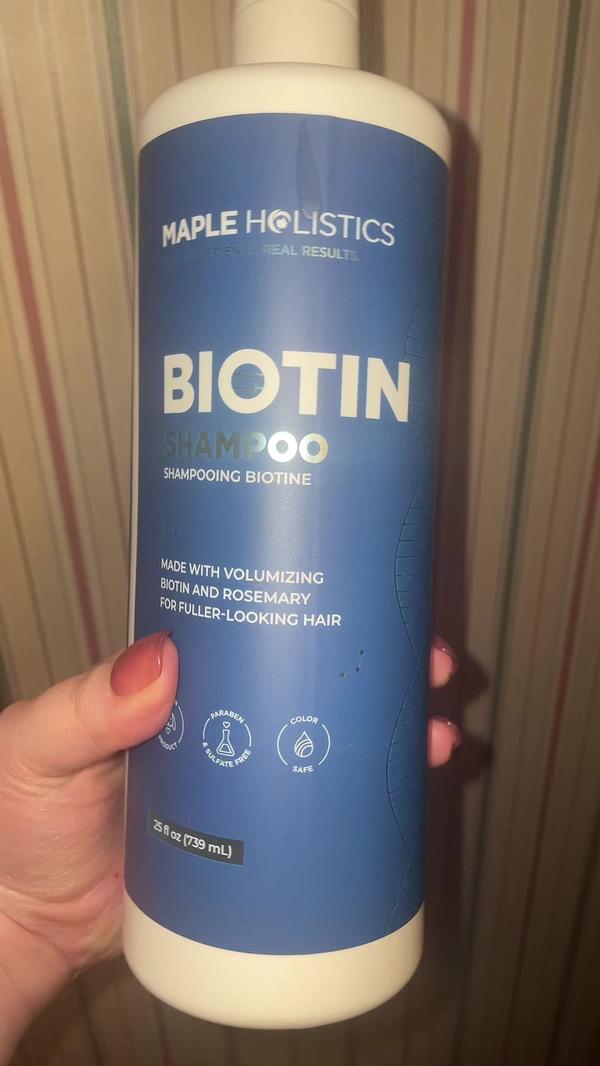 MAPLE HOLISTICS
REAL RESULTS.
BIOTIN
SHAMPOO
SHAMPOOING BIOTINE
MADE WITH VOLUMIZING
BIOTIN AND ROSEMARY
FOR FULLER-LOOKING HAIR
PRODUCT
PARABEN
& SULFATE FREE
COLOR
SAFE
25 fl oz (739 mL)